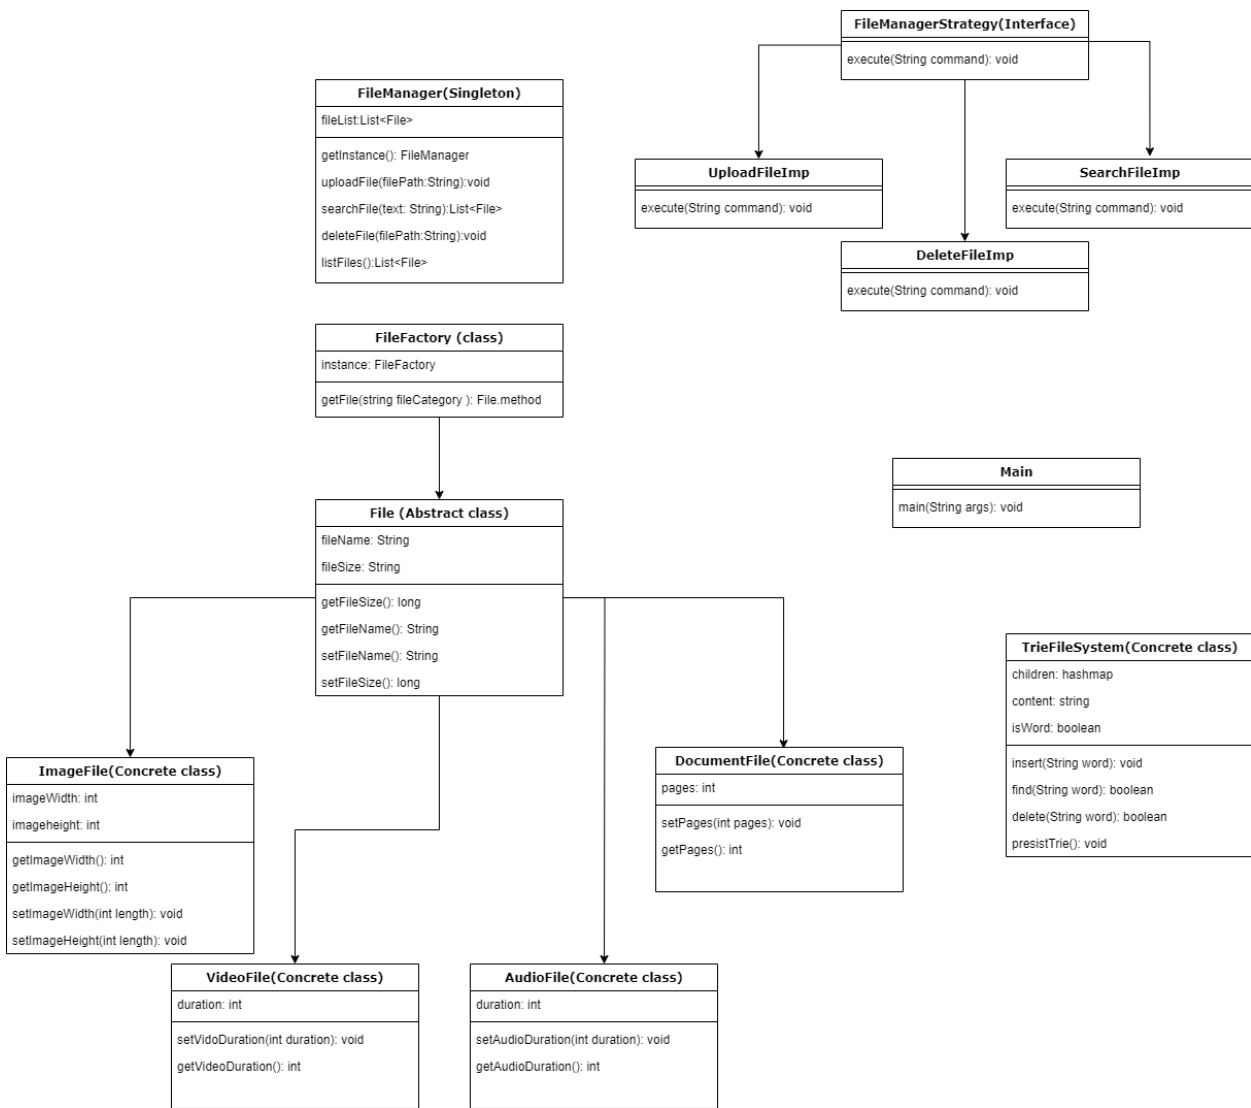 FileManagerStrategy(Interface)
execute(String command): void
FileManager(Singleton)
fileList:List<File>
getInstance(): FileManager
uploadFile(filePath:String):void
searchFile(text: String):List<File>
deleteFile(filePath:String):void
listFiles():List<File>
UploadFileImp
execute(String command): void
SearchFileImp
execute(String command): void
DeleteFileImp
execute(String command): void
FileFactory (class)
instance: FileFactory
getFile(string fileCategory ): File.method
Main
main(String args): void
File (Abstract class)
fileName: String
fileSize: String
getFileSize(): long
getFileName(): String
setFileName(): String
setFileSize(): long
TrieFileSystem(Concrete class)
children: hashmap
content: string
isWord: boolean
insert(String word): void
find(String word): boolean
delete(String word): boolean
presistTrie(): void
ImageFile(Concrete class)
imageWidth: int
imageheight: int
getImageWidth(): int
getImageHeight(): int
setImageWidth(int length): void
setImageHeight(int length): void
DocumentFile(Concrete class)
pages: int
setPages(int pages): void
getPages(): int
VideoFile(Concrete class)
duration: int
setVidoDuration(int duration): void
getVideoDuration(): int
AudioFile(Concrete class)
duration: int
setAudioDuration(int duration): void
getAudioDuration(): int